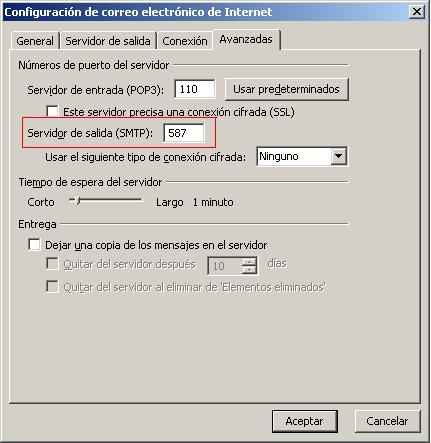 Configuración de correo electrónico de Internet
General Servidor de salida Conexión Avanzadas
Números de puerto del servidor
Servidor de entrada (POP3): 110 Usar predeterminados
Este servidor precisa una conexión cifrada (SSL)
Servidor de salida (SMTP): 587
Usar el siguiente tipo de conexión cifrada: Ninguno
Tiempo de espera del servidor
Corto Largo 1 minuto
Entrega
Dejar una copia de los mensajes en el servidor
Quitar del servidor después 10 días
Quitar del servidor al eliminar de 'Elementos eliminados'
Aceptar Cancelar